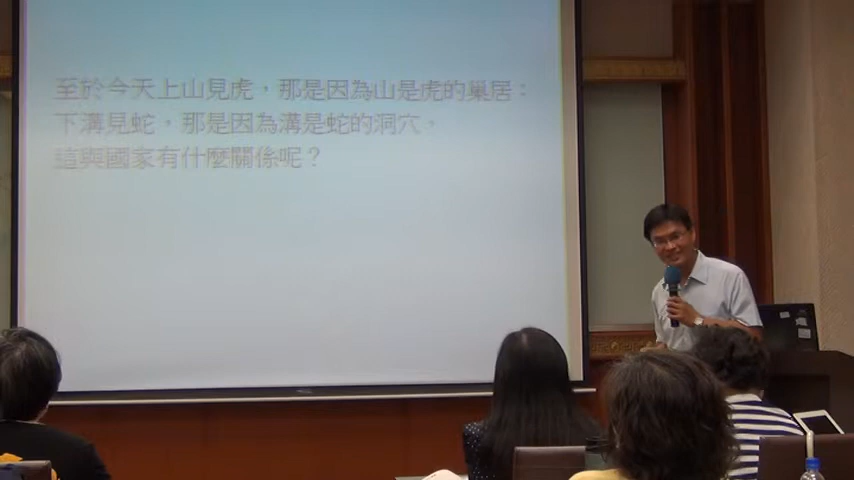 至於今天上山見虎，那是因為山是虎的巢居；
下溝見蛇，那是因為溝是蛇的洞穴。
這與國家有什麼關係呢？